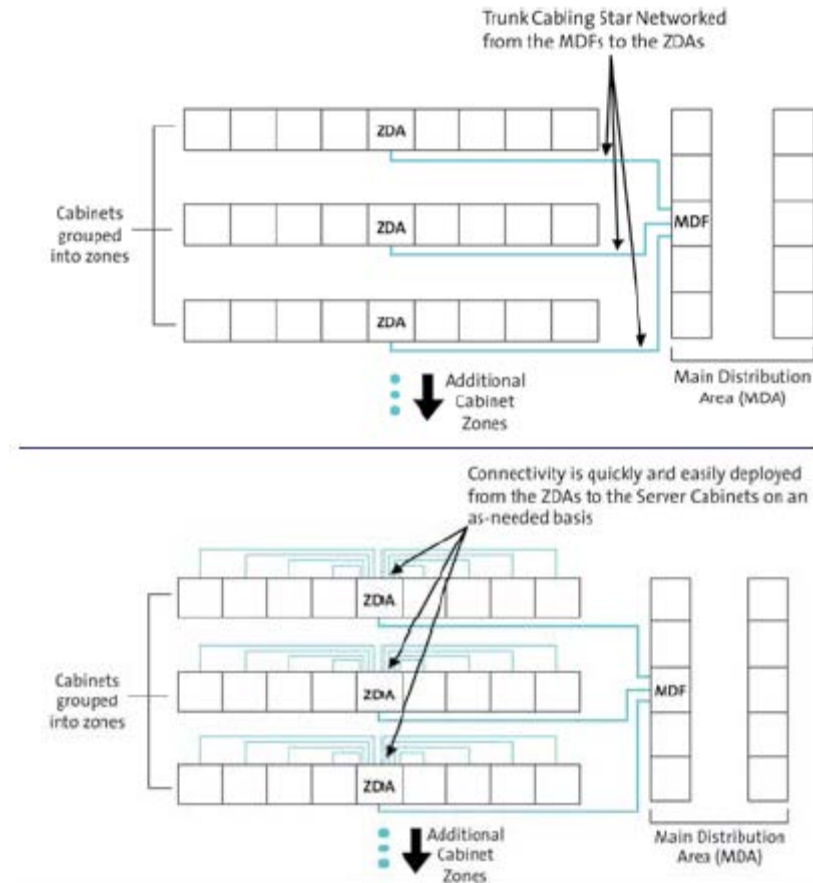 Trunk Cabling Star Networked
from the MDFs to the ZDAs
ZDA
Cabinets
grouped
into zones
ZDA
MDF
ZDA
Additional
Cabinet
Zones
Main Distribution
Area (MDA)
Connectivity is quickly and easily deployed
from the ZDAs to the Server Cabinets on an
as-needed basis
ZDA
Cabinets
grouped
into zones
ZDA
MDF
ZDA
Additional
Cabinet
Zones
Main Distribution
Area (MDA)